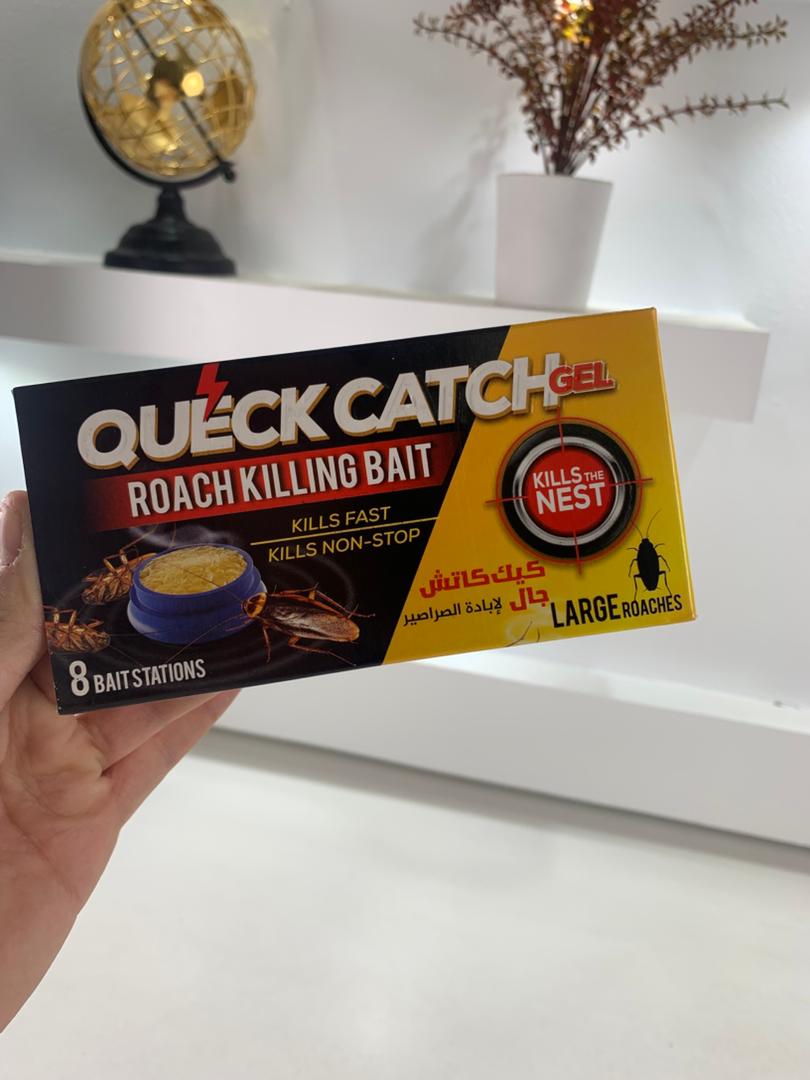 QUECK CATCH GEL
ROACH KILLING BAIT
KILLS FAST
KILLS NON-STOP
KILLS THE
NEST
كيك كاتش
جال لإبادة الصراصير
LARGE ROACHES
8 BAIT STATIONS